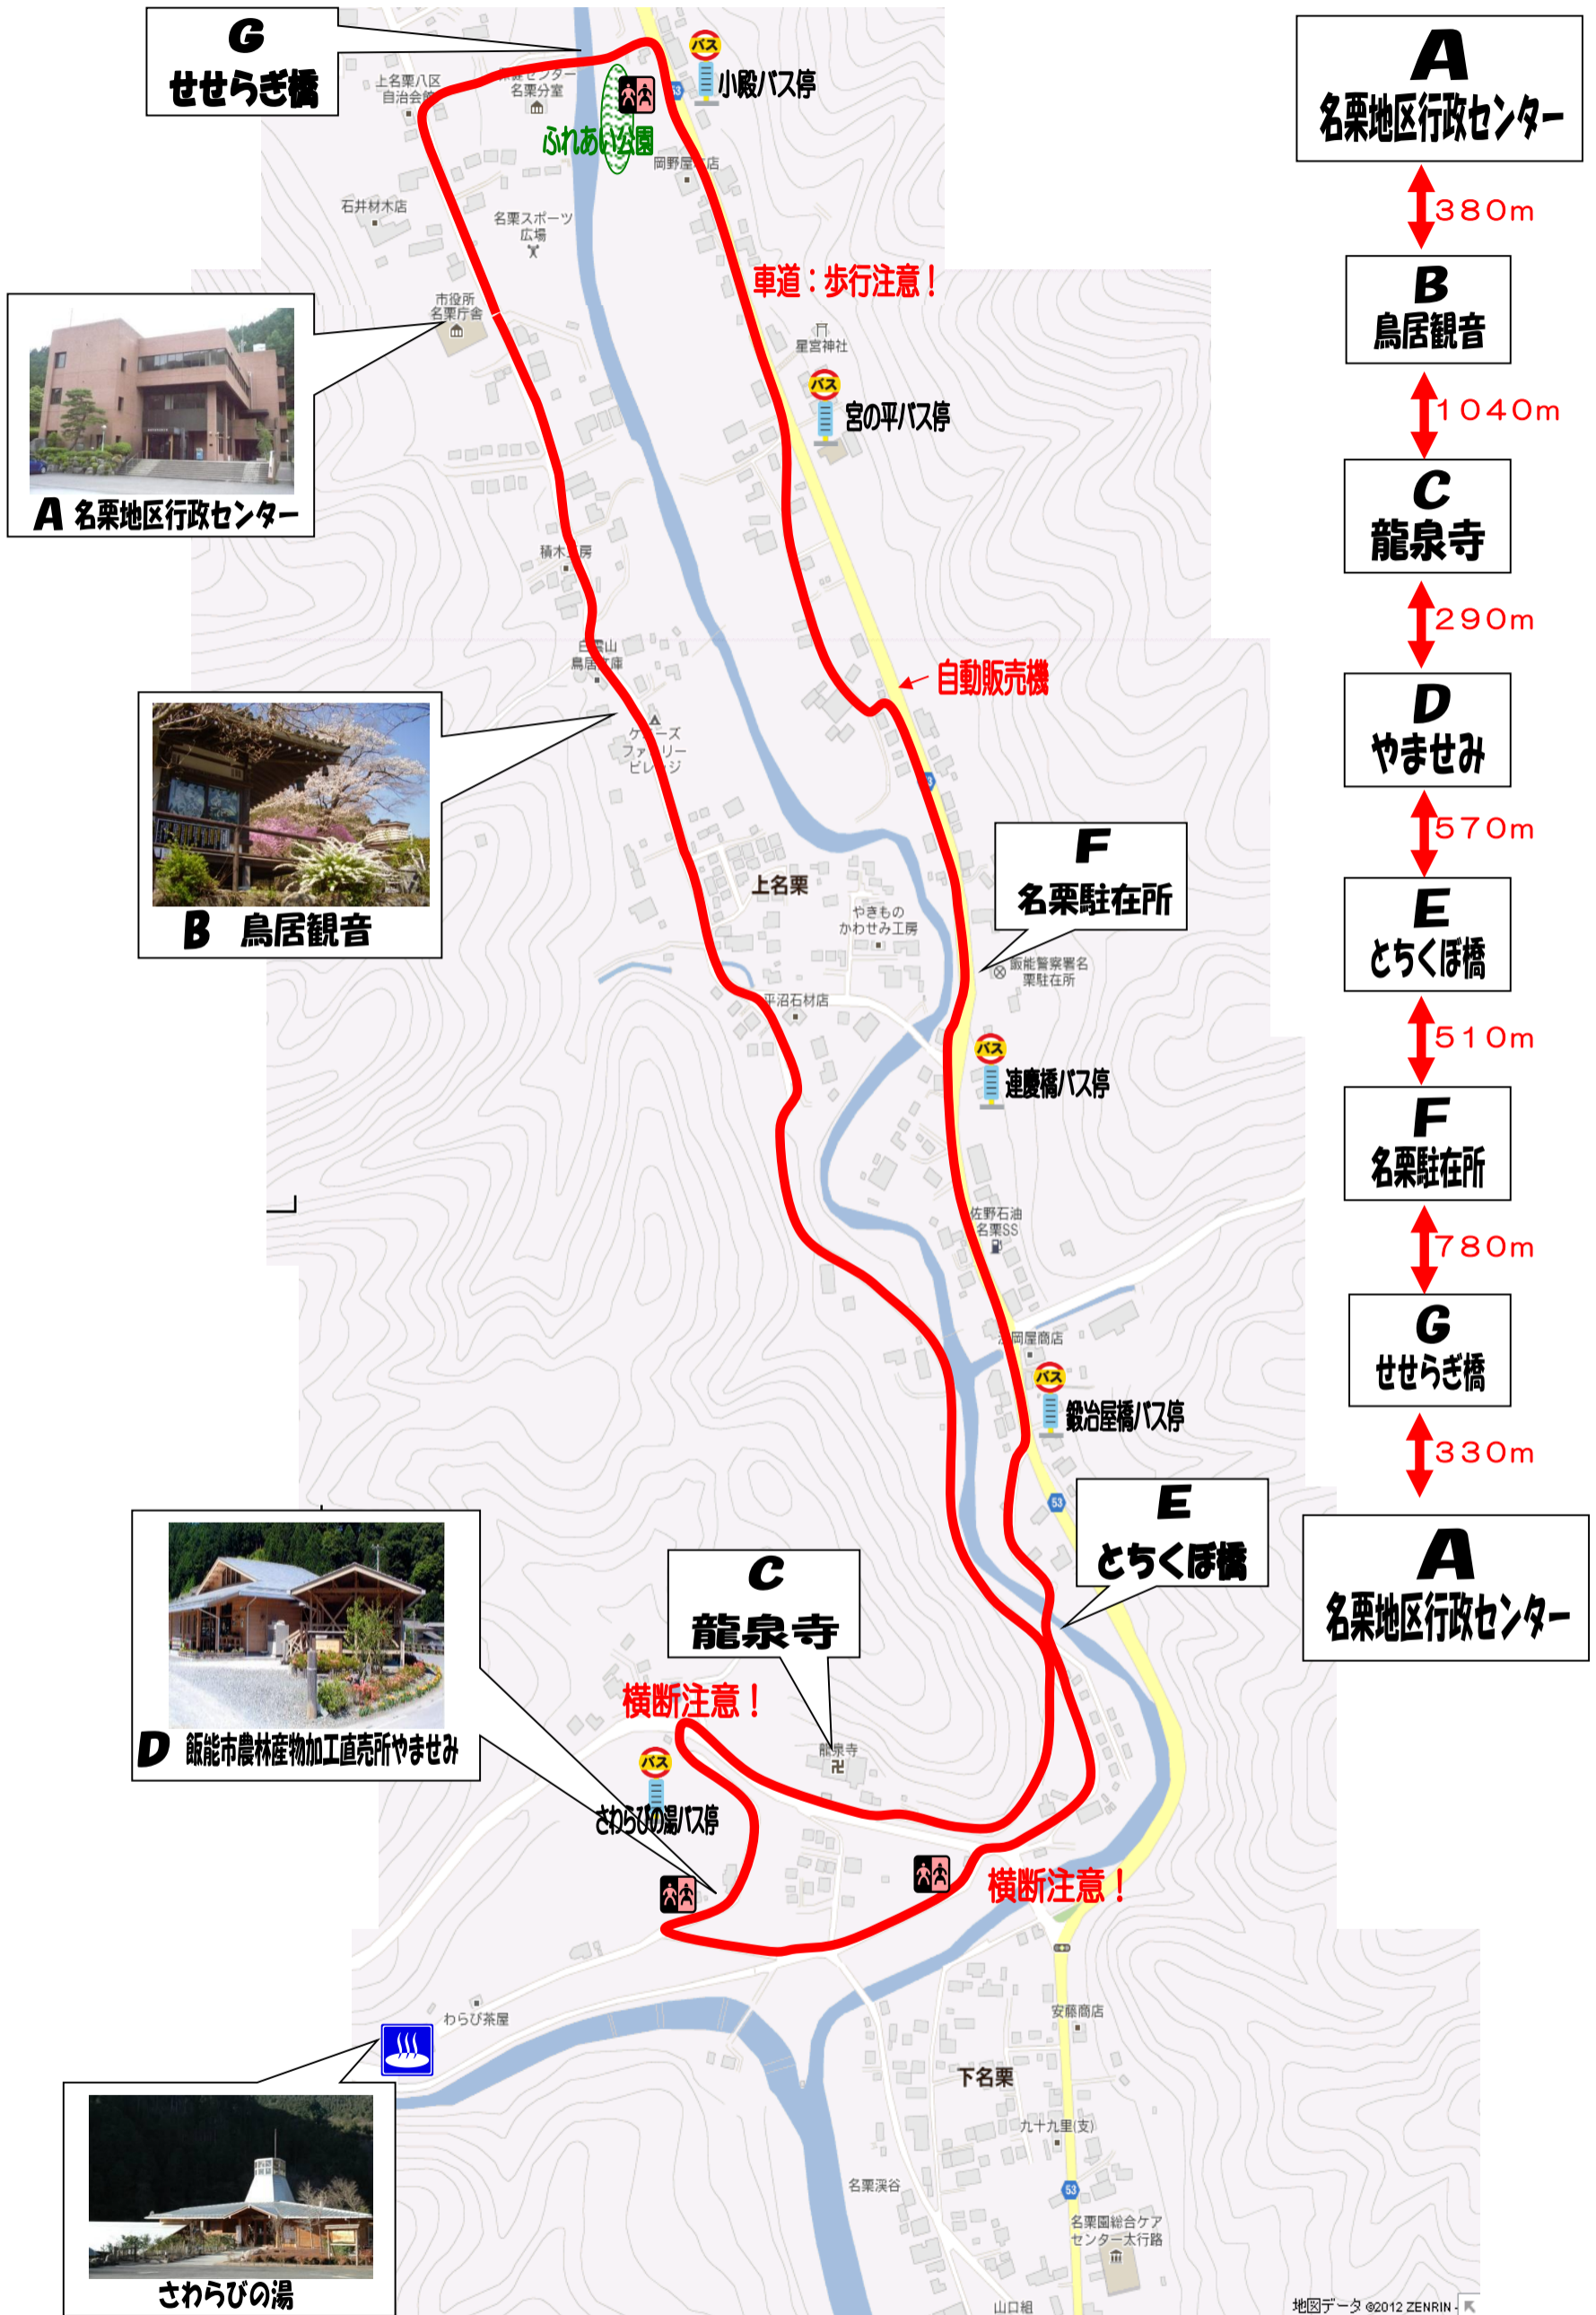 G
せせらぎ橋
小殿バス停
上名栗八区
名栗分室
ふれあい公園
石井材木店
名栗スポーツ
広場
車道：歩行注意！
市役所
名栗庁舎
星宮神社
宮の平バス停
A 名栗地区行政センター
自動販売機
B 鳥居観音
上名栗
F
名栗駐在所
やきもの
かわせみ工房
飯能警察署名
栗駐在所
平沼石材店
連慶橋バス停
佐野石油
名栗SS
岡屋商店
鍛冶屋橋バス停
53
E
とちくぼ橋
C
龍泉寺
D 飯能市農林産物加工直売所やませみ
横断注意！
龍泉寺
さわらびの湯バス停
横断注意！
わらび茶屋
安藤商店
下名栗
九十九里(支)
名栗渓谷
53
名栗園総合ケア
センター太行路
さわらびの湯
山口組
地図データ ©2012 ZENRIN -
A
名栗地区行政センター
380m
B
鳥居観音
1040m
C
龍泉寺
290m
D
やませみ
570m
E
とちくぼ橋
510m
F
名栗駐在所
780m
G
せせらぎ橋
330m
A
名栗地区行政センター
バス
バス
バス
バス
バス